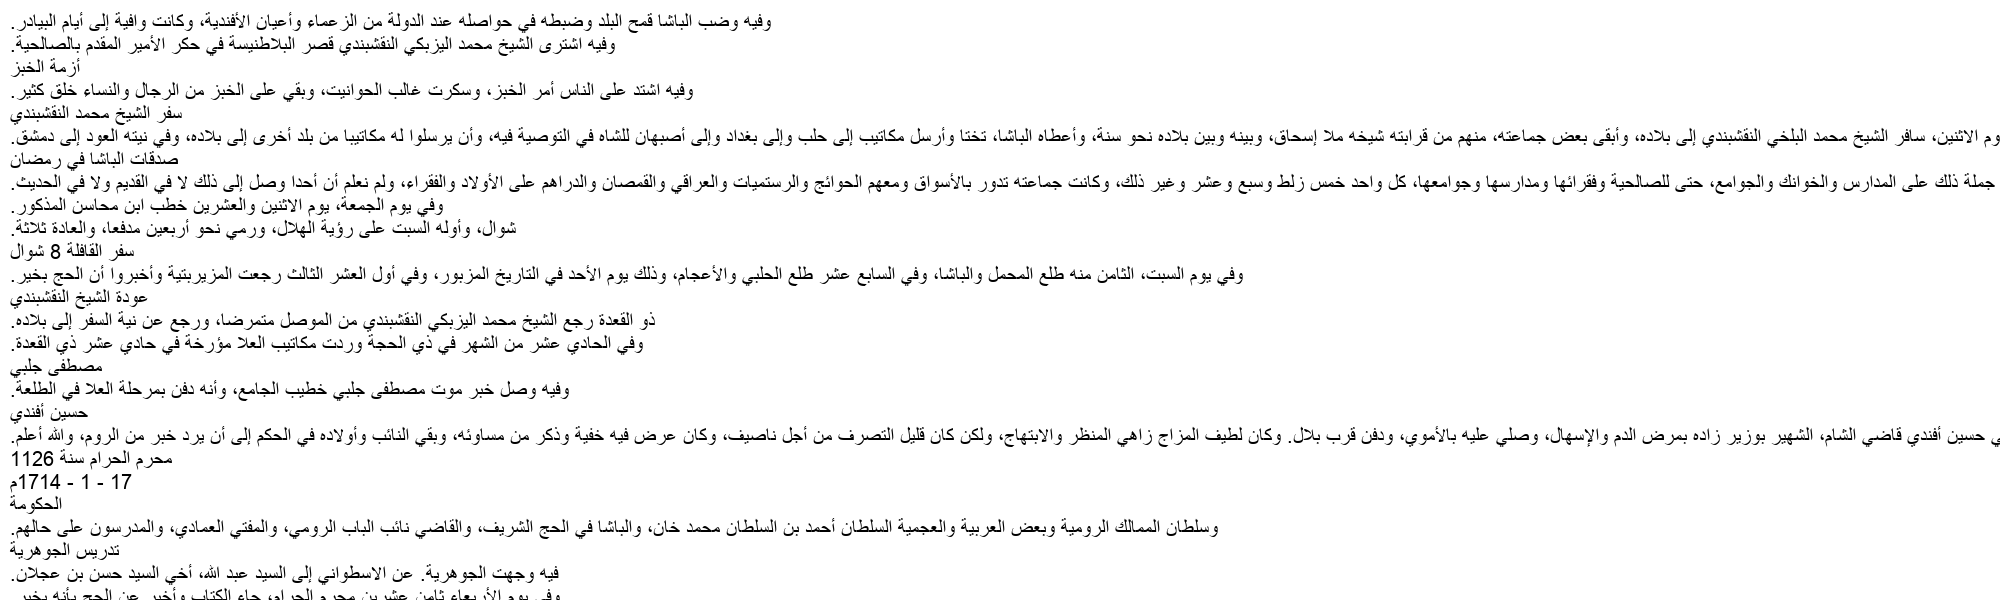 وفيه وضب الباشا قمح البلد وضبطه في حواصله عند الدولة من الزعماء وأعيان الأفندية، وكانت وافية إلى أيام البيادر.
وفيه اشترى الشيخ محمد اليزبكي النقشبندي قصر البلاطنيسة في حكر الأمير المقدم بالصالحية.
أزمة الخبز
وفيه اشتد على الناس أمر الخبز، وسكرت غالب الحوانيت، وبقي على الخبز من الرجال والنساء خلق كثير.
سفر الشيخ محمد النقشبندي
الاثنين، سافر الشيخ محمد البلخي النقشبندي إلى بلاده، وأبقى بعض جماعته، منهم من قرابته شيخه ملا إسحاق، وبينه وبين بلاده نحو سنة، وأعطاه الباشا، تختا وأرسل مكاتيب إلى حلب وإلى بغداد وإلى أصبهان للشاه في التوصية فيه، وأن يرسلوا له مكاتيبا من بلد أخرى إلى بلاده، وفي نيته العود إلى دمشق.
صدقات الباشا في رمضان
جملة ذلك على المدارس والخوانك والجوامع، حتى للصالحية وفقرائها ومدارسها وجوامعها، كل واحد خمس زلط وسبع وعشر وغير ذلك، وكانت جماعته تدور بالأسواق ومعهم الحوائج والرستميات والعراقي والقمصان والدراهم على الأولاد والفقراء، ولم نعلم أن أحدا وصل إلى ذلك لا في القديم ولا في الحديث.
وفي يوم الجمعة، يوم الاثنين والعشرين خطب ابن محاسن المذكور.
شوال، وأوله السبت على رؤية الهلال، ورمي نحو أربعين مدفعا، والعادة ثلاثة.
سفر القافلة 8 شوال
وفي يوم السبت، الثامن منه طلع المحمل والباشا، وفي السابع عشر طلع الحلبي والأعجام، وذلك يوم الأحد في التاريخ المزبور، وفي أول العشر الثالث رجعت المزيربتية وأخبروا أن الحج بخير.
عودة الشيخ النقشبندي
ذو القعدة رجع الشيخ محمد اليزبكي النقشبندي من الموصل متمرضا، ورجع عن نية السفر إلى بلاده.
وفي الحادي عشر من الشهر في ذي الحجة وردت مكاتيب العلا مؤرخة في حادي عشر ذي القعدة.
مصطفى جلبي
وفيه وصل خبر موت مصطفى جلبي خطيب الجامع، وأنه دفن بمرحلة العلا في الطلعة.
حسين أفندي
حسين أفندي قاضي الشام، الشهير بوزير زاده بمرض الدم والإسهال، وصلي عليه بالأموي، ودفن قرب بلال. وكان لطيف المزاج زاهي المنظر والابتهاج، ولكن كان قليل التصرف من أجل ناصيف، وكان عرض فيه خفية وذكر من مساوئه، وبقي النائب وأولاده في الحكم إلى أن يرد خبر من الروم، والله أعلم.
محرم الحرام سنة 1126
17 - 1 - 1714م
الحكومة
وسلطان الممالك الرومية وبعض العربية والعجمية السلطان أحمد بن السلطان محمد خان، والباشا في الحج الشريف، والقاضي نائب الباب الرومي، والمفتي العمادي، والمدرسون على حالهم.
تدريس الجوهرية
فيه وجهت الجوهرية. عن الاسطواني إلى السيد عبد الله، أخي السيد حسن بن عجلان.
وفي يوم الأربعاء ثامن عشرين محرم الحرام، جاء الكتاب وأخبر عن الحج بأنه بخير.